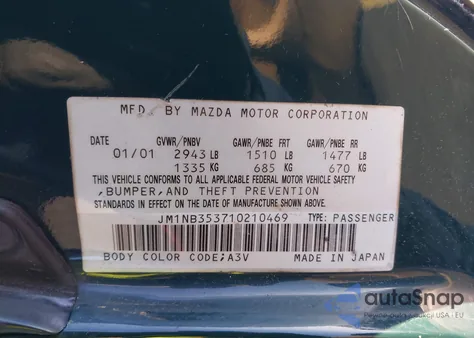 MFD. BY MAZDA MOTOR CORPORATION
DATE GVWR/PNBV GAWR/PNBE FRT GAWR/PNBE RR
01/01 2943 LB 1510 LB 1477 LB
1335 KG 685 KG 670 KG
THIS VEHICLE CONFORMS TO ALL APPLICABLE FEDERAL MOTOR VEHICLE SAFETY
,BUMPER,AND THEFT PREVENTION
STANDARDS IN EFFECT ON THE DATE OF MANUFACTURE SHOWN ABOVE.
JM1NB353710210469 TYPE: PASSENGER
BODY COLOR CODE;A3V MADE IN JAPAN
autoSnap